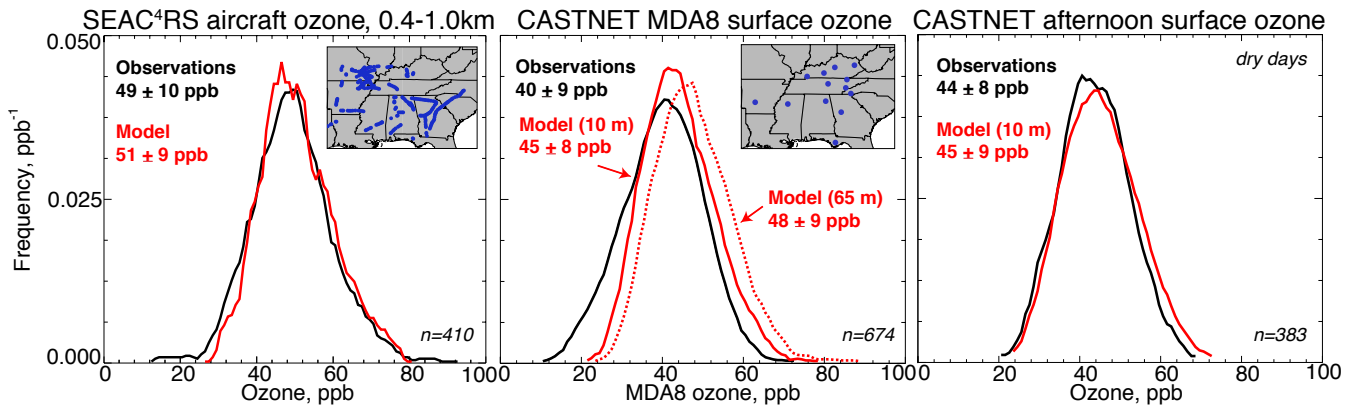 SEAC⁴RS aircraft ozone, 0.4-1.0km
CASTNET MDA8 surface ozone
CASTNET afternoon surface ozone
0.050
0.025
0.000
Frequency, ppb⁻¹
Observations
49 ± 10 ppb
Model
51 ± 9 ppb
n=410
0
20
40
60
80
100
Ozone, ppb
Observations
40 ± 9 ppb
Model (10 m)
45 ± 8 ppb
Model (65 m)
48 ± 9 ppb
n=674
0
20
40
60
80
100
MDA8 ozone, ppb
dry days
Observations
44 ± 8 ppb
Model (10 m)
45 ± 9 ppb
n=383
20
40
60
80
100
Ozone, ppb